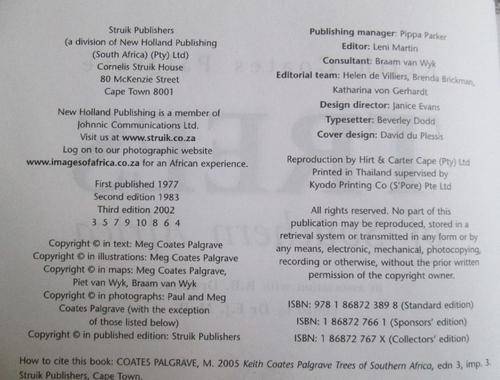 Struik Publishers
(a division of New Holland Publishing
(South Africa) (Pty) Ltd)
Cornelis Struik House
80 McKenzie Street
Cape Town 8001
New Holland Publishing is a member of
Johnnic Communications Ltd.
Visit us at www.struik.co.za
Log on to our photographic website
www.imagesofafrica.co.za for an African experience.
First published 1977
Second edition 1983
Third edition 2002
3 5 7 9 10 8 6 4
Copyright © in text: Meg Coates Palgrave
Copyright © in illustrations: Meg Coates Palgrave
Copyright © in maps: Meg Coates Palgrave,
Piet van Wyk, Braam van Wyk
Copyright © in photographs: Paul and Meg
Coates Palgrave (with the exception
of those listed below)
Copyright © in published edition: Struik Publishers
Publishing manager: Pippa Parker
Editor: Leni Martin
Consultant: Braam van Wyk
Editorial team: Helen de Villiers, Brenda Brickman,
Katharina von Gerhardt
Design director: Janice Evans
Typesetter: Beverley Dodd
Cover design: David du Plessis
Reproduction by Hirt & Carter Cape (Pty) Ltd
Printed in Thailand supervised by
Kyodo Printing Co (S'Pore) Pte Ltd
All rights reserved. No part of this
publication may be reproduced, stored in a
retrieval system or transmitted in any form or by
any means, electronic, mechanical, photocopying,
recording or otherwise, without the prior written
permission of the copyright owner.
ISBN: 978 1 86872 389 8 (Standard edition)
ISBN: 1 86872 766 1 (Sponsors' edition)
ISBN: 1 86872 767 X (Collectors' edition)
How to cite this book: COATES PALGRAVE, M. 2005 Keith Coates Palgrave Trees of Southern Africa, edn 3, imp. 3.
Struik Publishers, Cape Town.